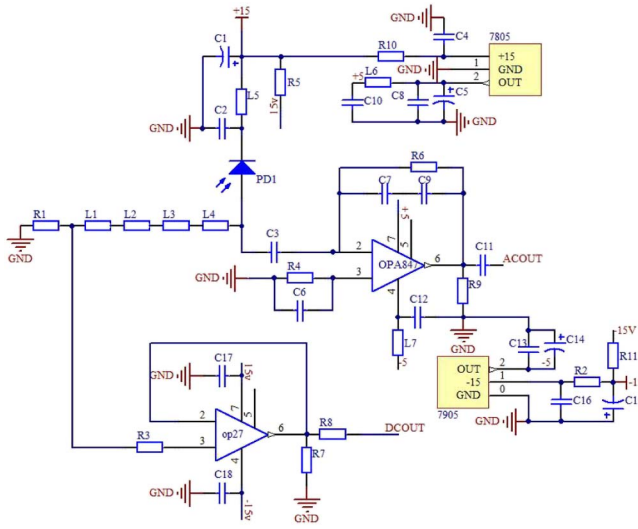 +15
GND
C4
7805
C1
R10
+15
GND
1
GND
2
OUT
L5
R5
15v
+5
L6
C10
C8
C5
GND
C2
GND
PD1
R6
C7
C9
R1
L1
L2
L3
L4
C3
+5
7
5
2
OPA847
6
C11
ACOUT
GND
GND
R4
3
4
C6
C12
R9
L7
-5
GND
C13
C14
-5
-15V
R11
OUT
2
-15
1
GND
0
R2
-1
7905
C16
C1
GND
C17
15v
GND
7
5
2
op27
6
R8
DCOUT
R3
3
4
R7
C18
GND
-15v
GND